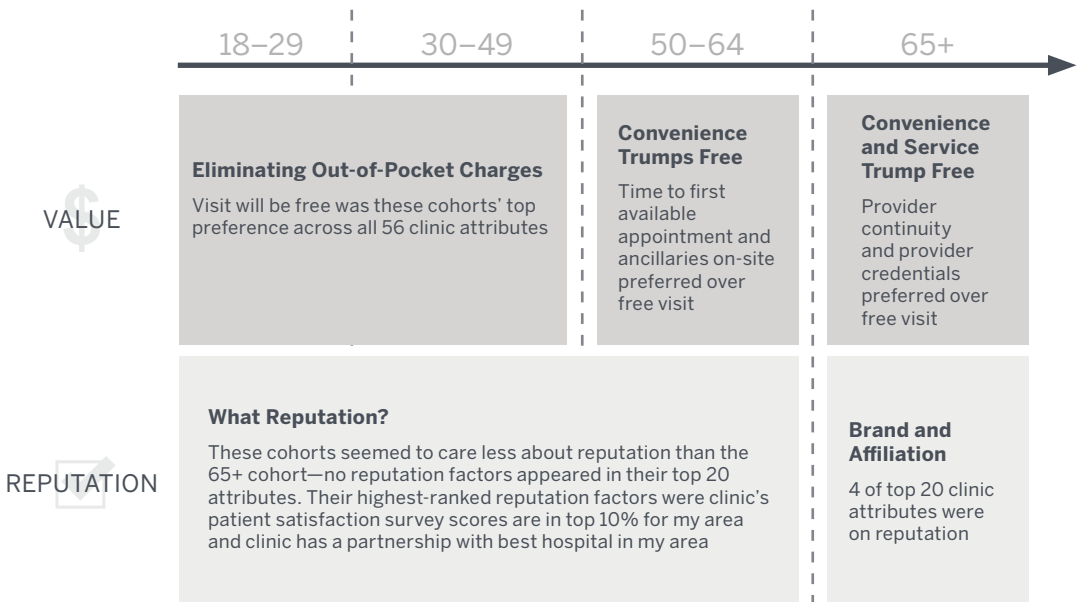 18–29
30–49
50–64
65+
VALUE
Eliminating Out-of-Pocket Charges
Visit will be free was these cohorts’ top
preference across all 56 clinic attributes
Convenience
Trumps Free
Time to first
available
appointment and
ancillaries on-site
preferred over
free visit
Convenience
and Service
Trump Free
Provider
continuity
and provider
credentials
preferred over
free visit
REPUTATION
What Reputation?
These cohorts seemed to care less about reputation than the
65+ cohort—no reputation factors appeared in their top 20
attributes. Their highest-ranked reputation factors were clinic’s
patient satisfaction survey scores are in top 10% for my area
and clinic has a partnership with best hospital in my area
Brand and
Affiliation
4 of top 20 clinic
attributes were
on reputation